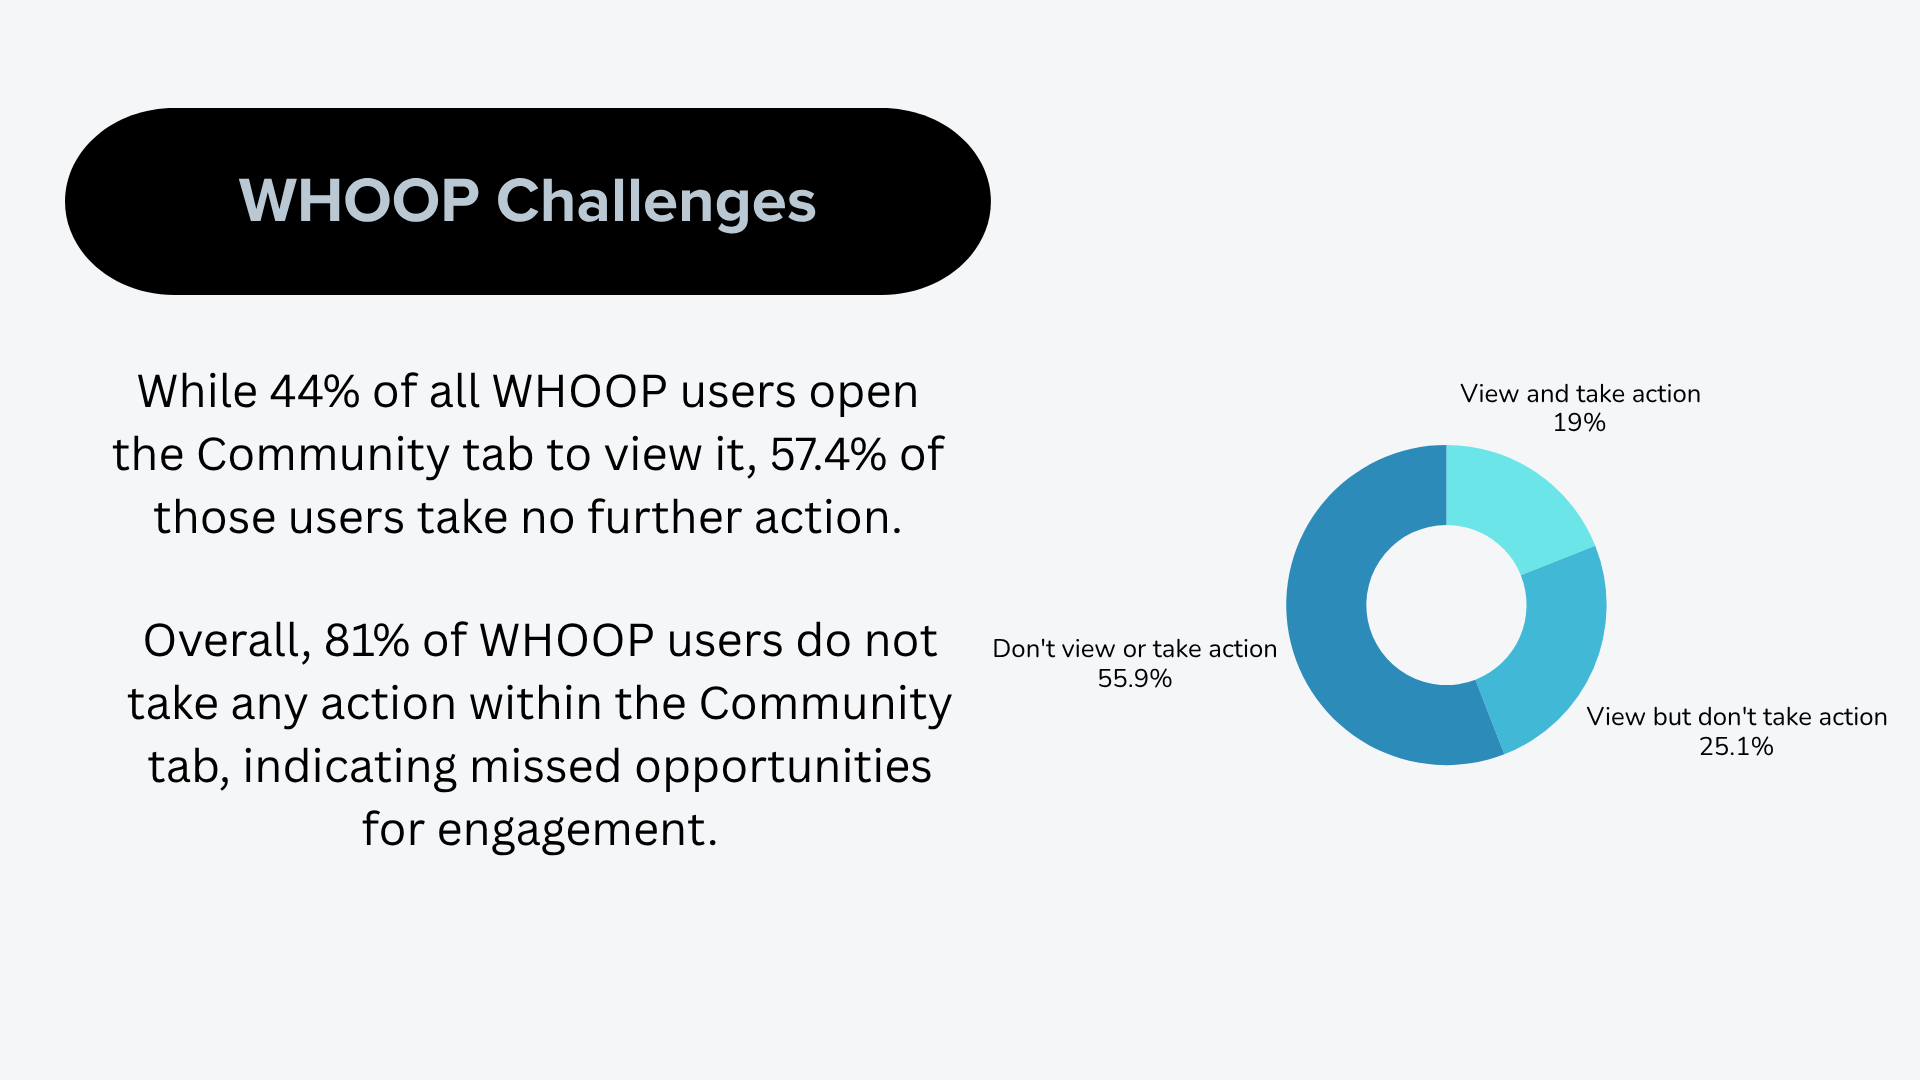 WHOOP Challenges
While 44% of all WHOOP users open
the Community tab to view it, 57.4% of
those users take no further action.
Overall, 81% of WHOOP users do not
take any action within the Community
tab, indicating missed opportunities
for engagement.
View and take action
19%
Don't view or take action
55.9%
View but don't take action
25.1%